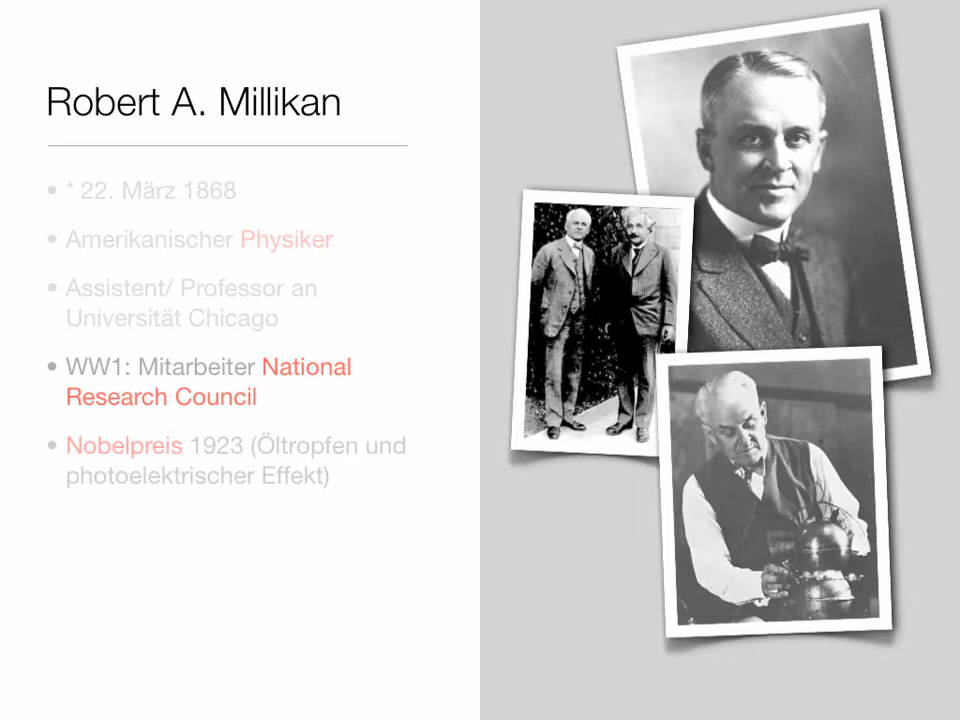 Robert A. Millikan
• * 22. März 1868
• Amerikanischer Physiker
• Assistent/ Professor an
Universität Chicago
• WW1: Mitarbeiter National
Research Council
• Nobelpreis 1923 (Öltropfen und
photoelektrischer Effekt)